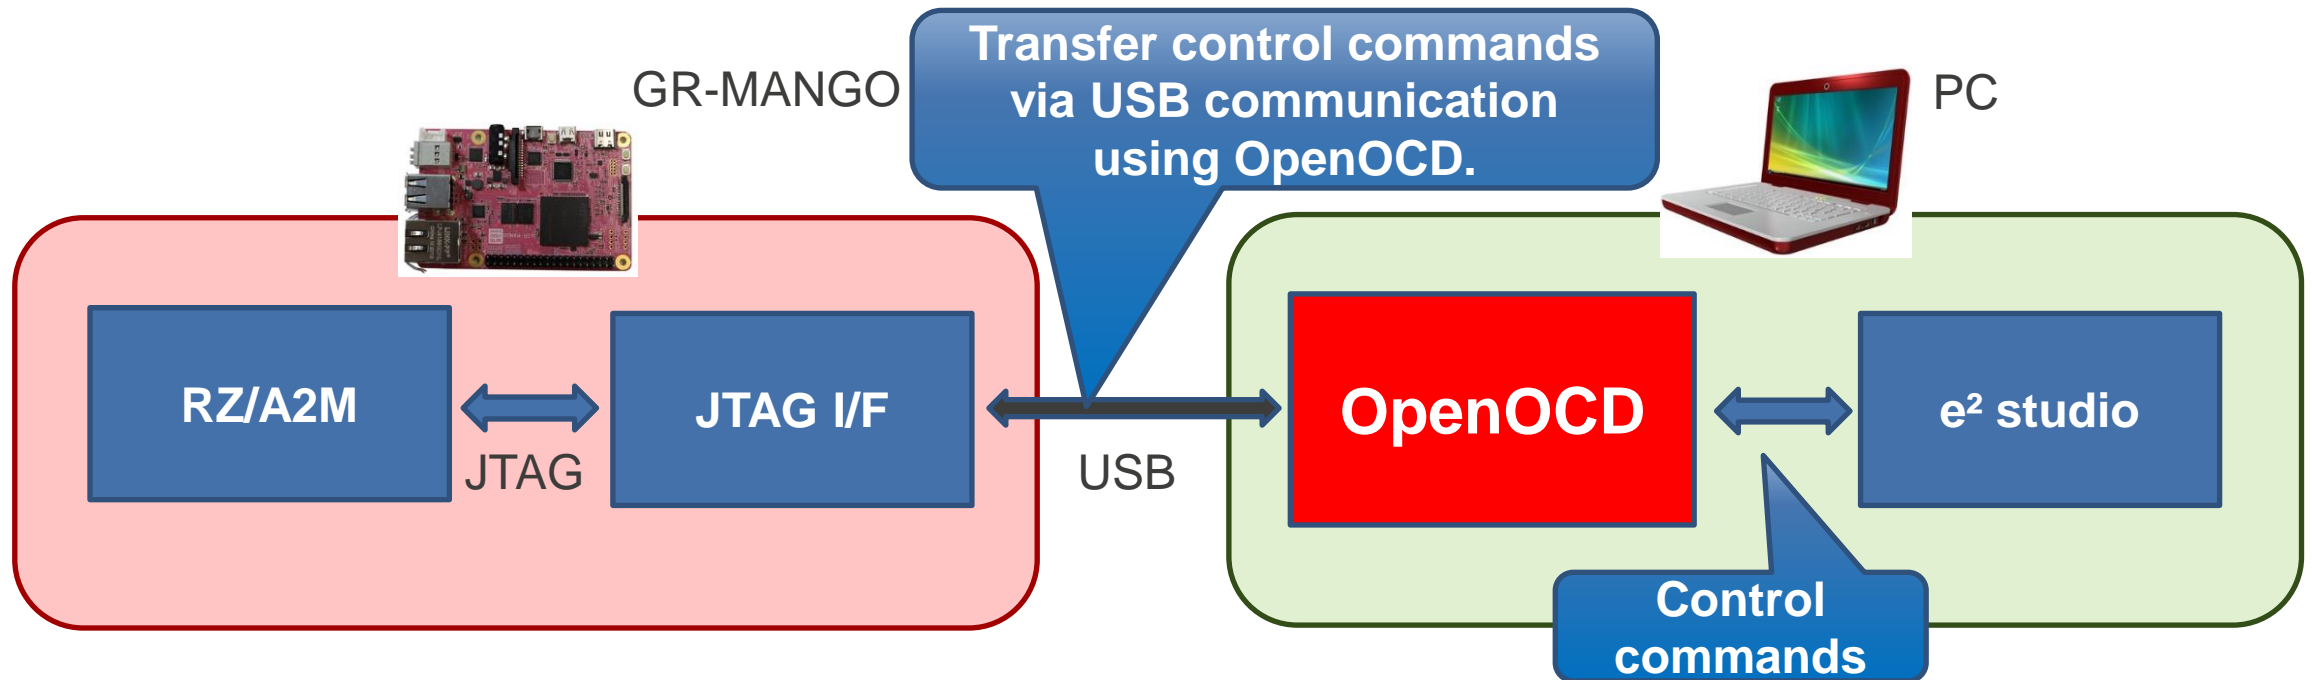 GR-MANGO
Transfer control commands
via USB communication
using OpenOCD.
PC
RZ/A2M
JTAG
JTAG I/F
USB
OpenOCD
e² studio
Control
commands